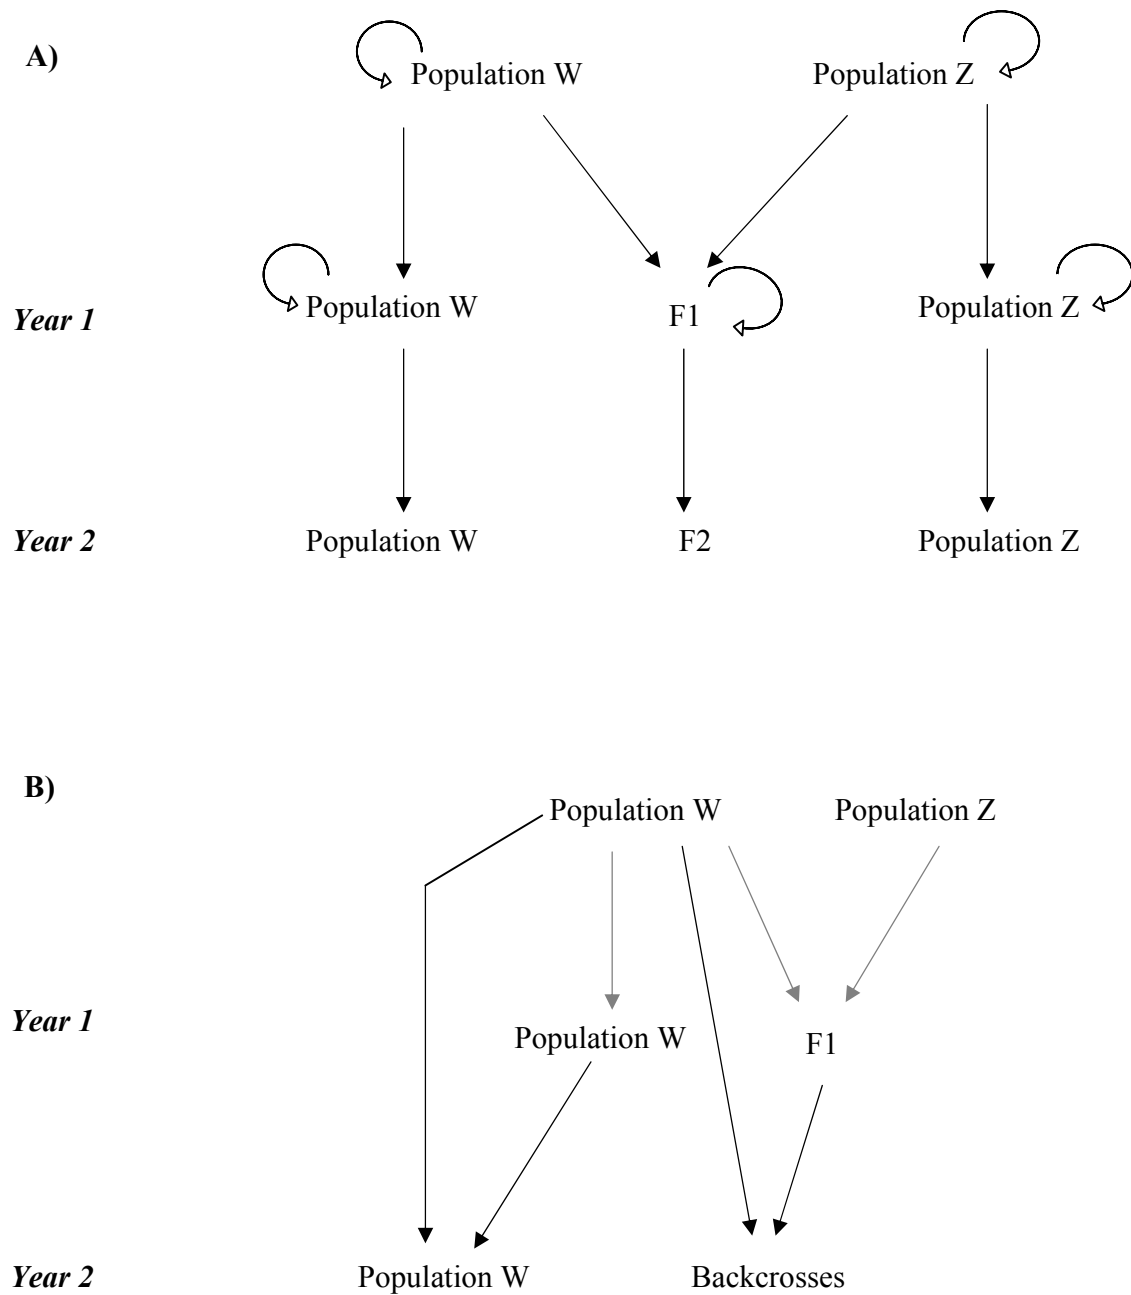 A)
Population W Population Z
Year 1 Population W F1 Population Z
Year 2 Population W F2 Population Z
B)
Population W Population Z
Year 1
Population W F1
Year 2 Population W Backcrosses